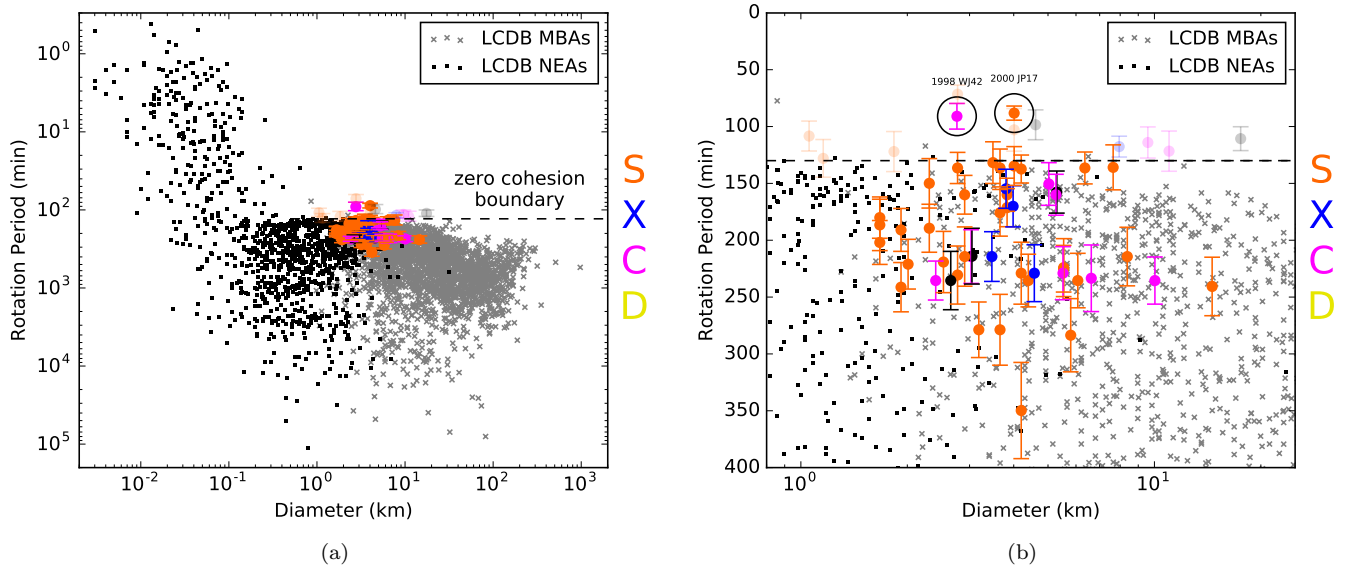 LCDB MBAs
LCDB NEAs
zero cohesion
boundary
Rotation Period (min)
10^0
10^1
10^2
10^3
10^4
10^5
10^-2
10^-1
10^0
10^1
10^2
10^3
Diameter (km)
S
X
C
D
(a)
LCDB MBAs
LCDB NEAs
1998 WJ42
2000 JP17
Rotation Period (min)
0
50
100
150
200
250
300
350
400
10^0
10^1
Diameter (km)
S
X
C
D
(b)